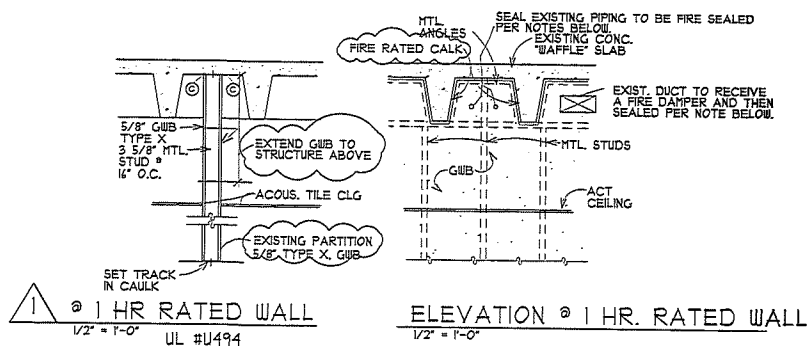 MTL.
ANGLES
SEAL EXISTING PIPING TO BE FIRE SEALED
PER NOTES BELOW.
EXISTING CONC.
"WAFFLE" SLAB
FIRE RATED CALK
©
©
EXIST. DUCT TO RECEIVE
A FIRE DAMPER AND THEN
SEALED PER NOTE BELOW.
5/8" GWB
TYPE X
3 5/8" MTL.
STUD @
16" O.C.
EXTEND GWB TO
STRUCTURE ABOVE
MTL. STUDS
GWB
ACOUS. TILE CLG
ACT
CEILING
EXISTING PARTITION
5/8" TYPE X, GWB
SET TRACK
IN CAULK
1
@ 1 HR RATED WALL
1/2" = 1'-0"
UL #U494
ELEVATION @ 1 HR. RATED WALL
1/2" = 1'-0"